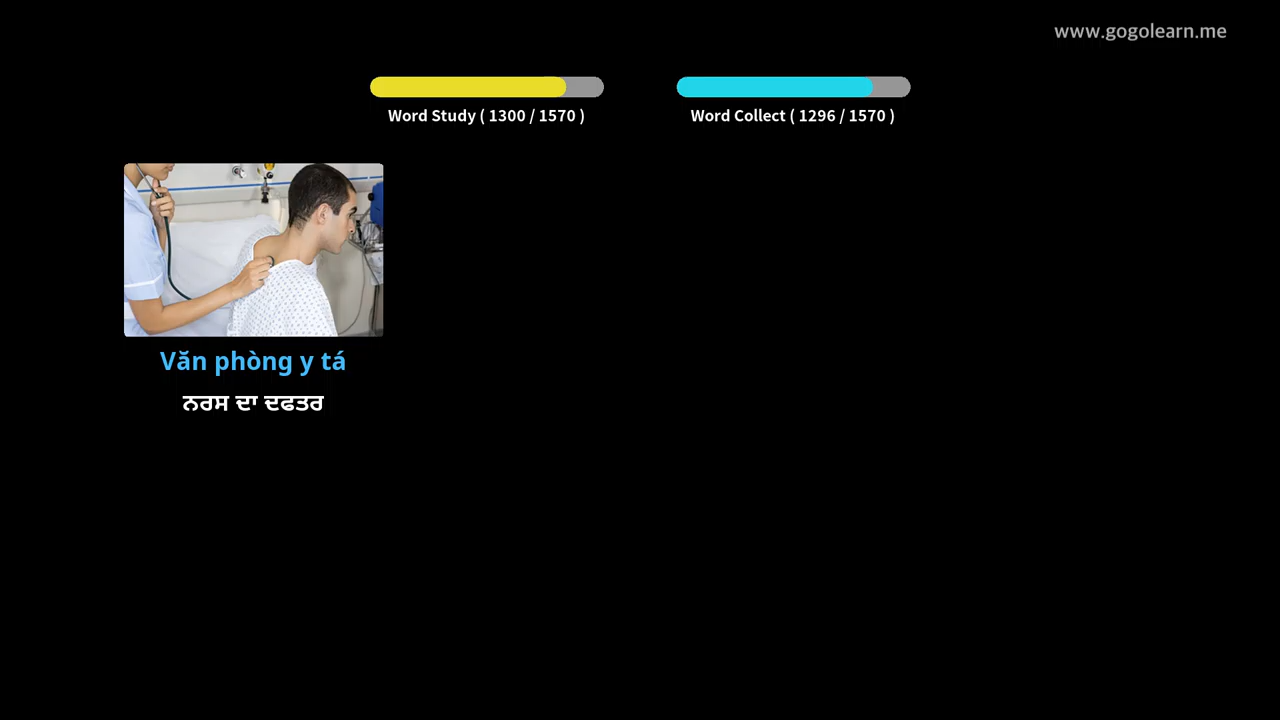 www.gogolearn.me
Word Study ( 1300 / 1570 )
Word Collect ( 1296 / 1570 )
Văn phòng y tá
ਨਰਸ ਦਾ ਦਫਤਰ